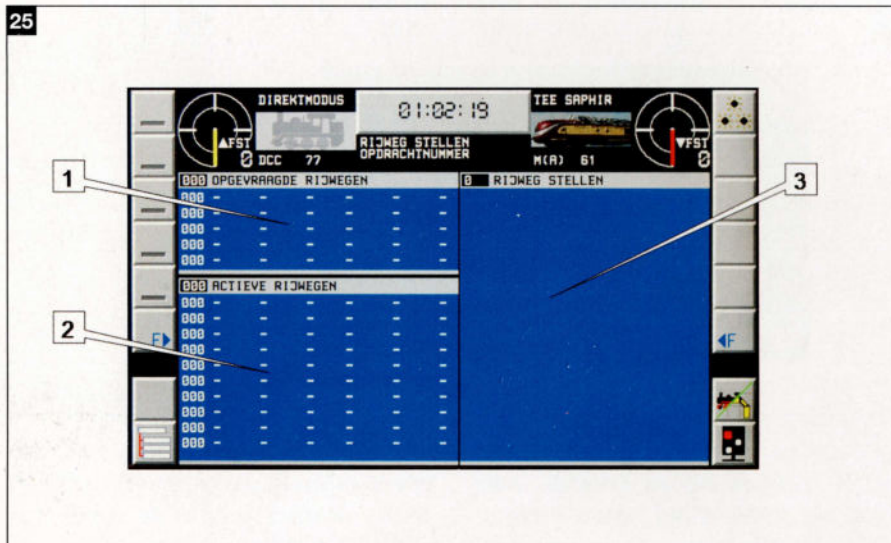 25
DIREKTMODUS
01:02:19
TEE SAPHIR
▲FST
0
DCC 77
RIJWEG STELLEN
OPDRACHTNUMMER
M(A) 61
▼FST
0
1
000 OPGEVRAAGDE RIJWEGEN
000 - - - - - -
000 - - - - - -
000 - - - - - -
000 - - - - - -
000 - - - - - -
0 RIJWEG STELLEN
3
2
000 ACTIEVE RIJWEGEN
000 - - - - - -
000 - - - - - -
000 - - - - - -
000 - - - - - -
000 - - - - - -
000 - - - - - -
000 - - - - - -
000 - - - - - -
000 - - - - - -
000 - - - - - -
F▶
◀F